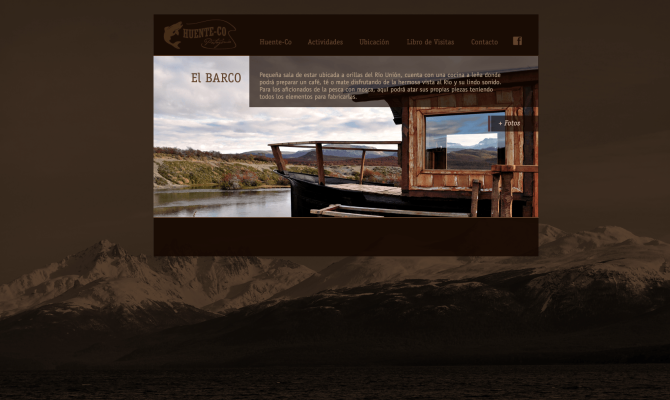 HUENTE-CO
Huente-Co Actividades Ubicación Libro de Visitas Contacto
El BARCO
Pequeña sala de estar ubicada a orillas del Río Unión, cuenta con una cocina a leña donde
podrá preparar un café, té o mate disfrutando de la hermosa vista al Río y su lindo sonido.
Para los aficionados de la pesca con mosca, aquí podrá atar sus propias piezas teniendo
todos los elementos para fabricarlas.
+ Fotos